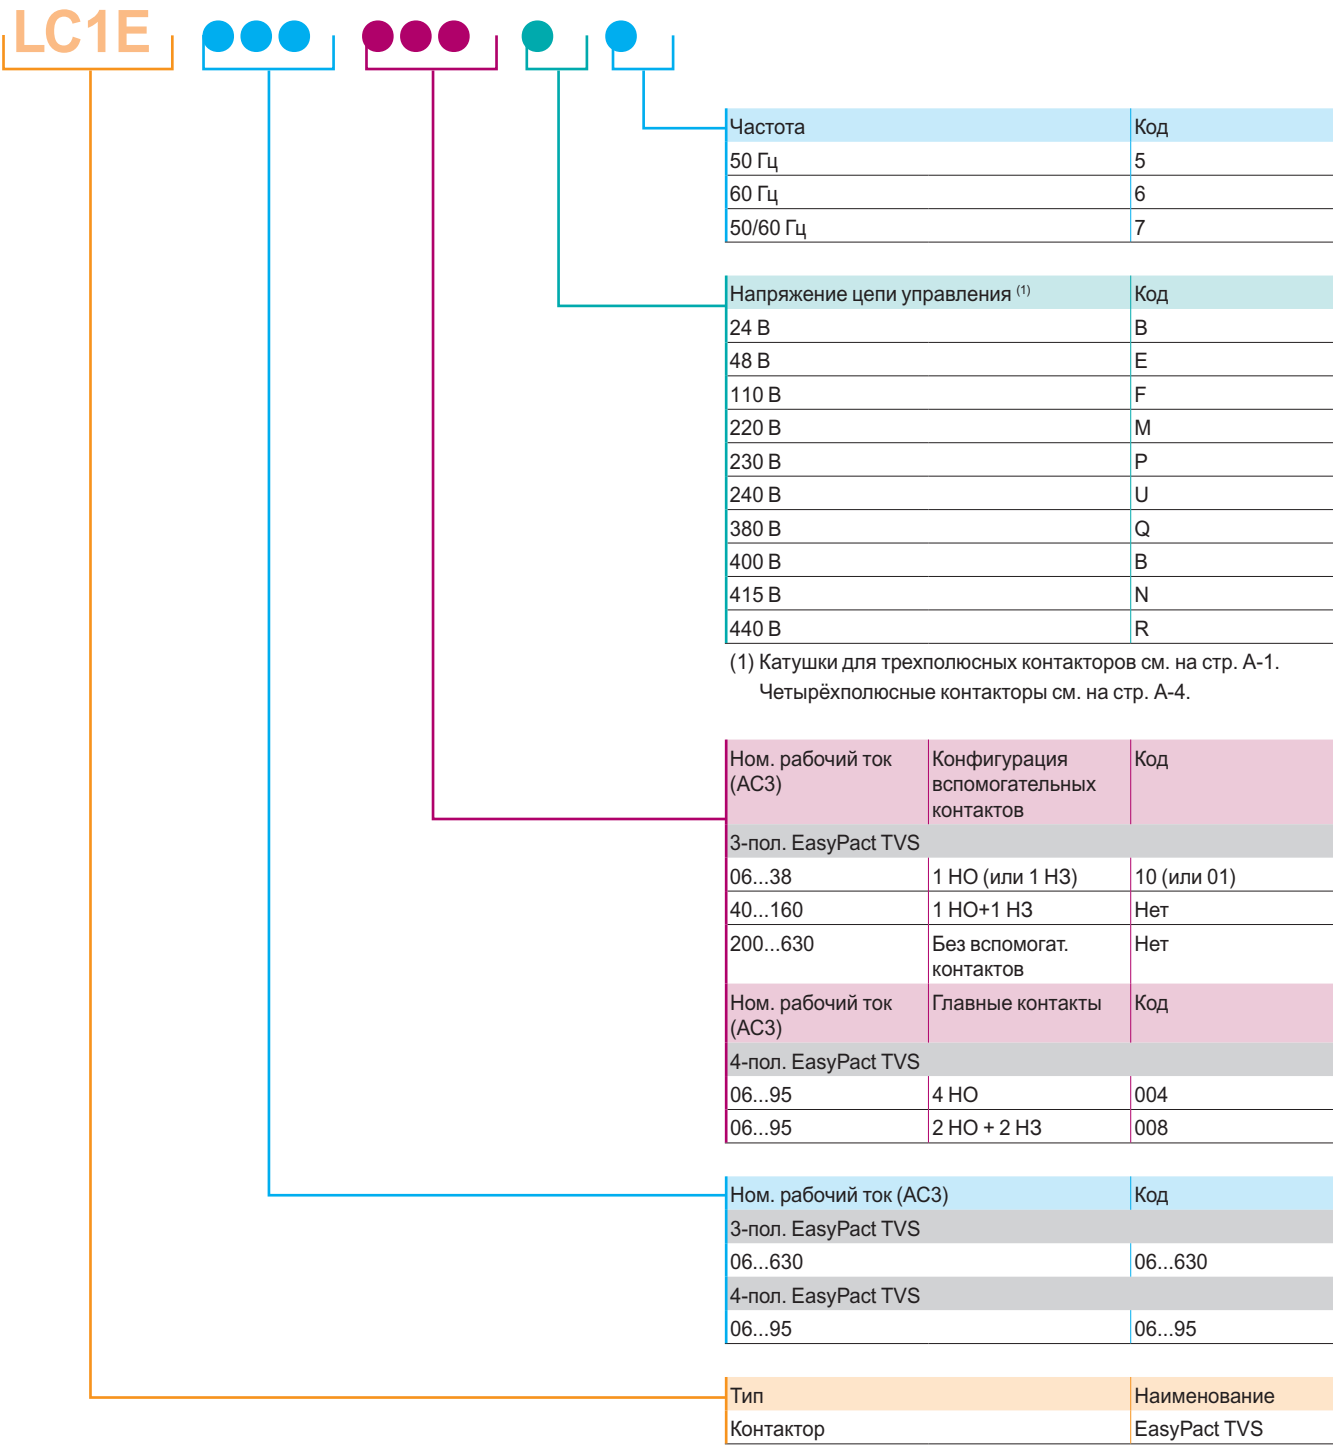 LC1E
Частота Код
50 Гц 5
60 Гц 6
50/60 Гц 7
Напряжение цепи управления (1) Код
24 В B
48 В E
110 В F
220 В M
230 В P
240 В U
380 В Q
400 В B
415 В N
440 В R
(1) Катушки для трехполюсных контакторов см. на стр. А-1.
Четырёхполюсные контакторы см. на стр. А-4.
Ном. рабочий ток Конфигурация Код
(AC3) вспомогательных
контактов
3-пол. EasyPact TVS
06...38 1 НО (или 1 НЗ) 10 (или 01)
40...160 1 НО+1 НЗ Нет
200...630 Без вспомогат. Нет
контактов
Ном. рабочий ток Главные контакты Код
(AC3)
4-пол. EasyPact TVS
06...95 4 НО 004
06...95 2 НО + 2 НЗ 008
Ном. рабочий ток (AC3) Код
3-пол. EasyPact TVS
06...630 06...630
4-пол. EasyPact TVS
06...95 06...95
Тип Наименование
Контактор EasyPact TVS